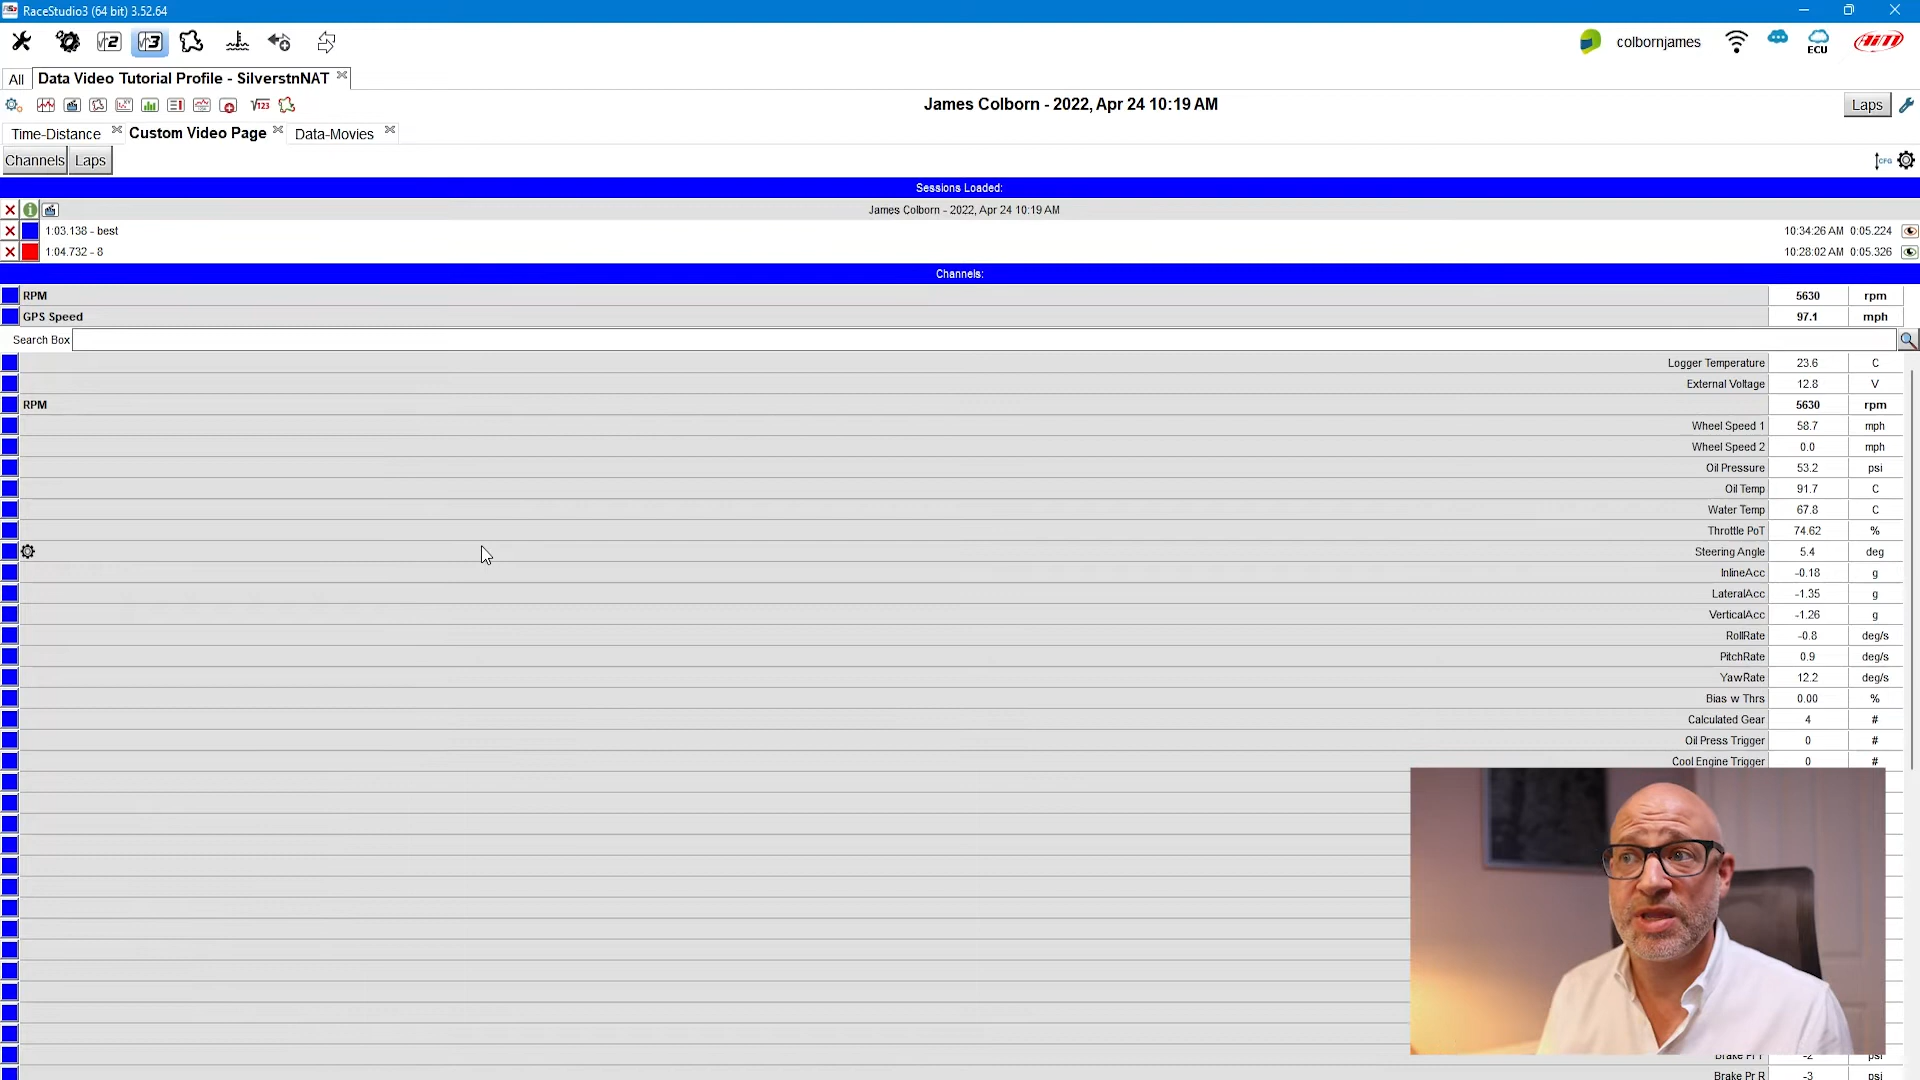 RaceStudio3 (64 bit) 3.52.64
colbornjames
ECU
AiM
All Data Video Tutorial Profile - SilverstnNAT
√123 James Colborn - 2022, Apr 24 10:19 AM Laps
Time-Distance Custom Video Page Data-Movies
Channels Laps CFG
Sessions Loaded:
James Colborn - 2022, Apr 24 10:19 AM
1:03.138 - best 10:34:26 AM 0:05.224
1:04.732 - 8 10:28:02 AM 0:05.326
Channels:
RPM 5630 rpm
GPS Speed 97.1 mph
Search Box
Logger Temperature 23.6 C
External Voltage 12.8 V
RPM 5630 rpm
Wheel Speed 1 58.7 mph
Wheel Speed 2 0.0 mph
Oil Pressure 53.2 psi
Oil Temp 91.7 C
Water Temp 67.8 C
Throttle PoT 74.62 %
Steering Angle 5.4 deg
InlineAcc -0.18 g
LateralAcc -1.35 g
VerticalAcc -1.26 g
RollRate -0.8 deg/s
PitchRate 0.9 deg/s
YawRate 12.2 deg/s
Bias w Thrs 0.00 %
Calculated Gear 4 #
Oil Press Trigger 0 #
Cool Engine Trigger 0 #
Brake Pr -2 psi
Brake Pr R -3 psi